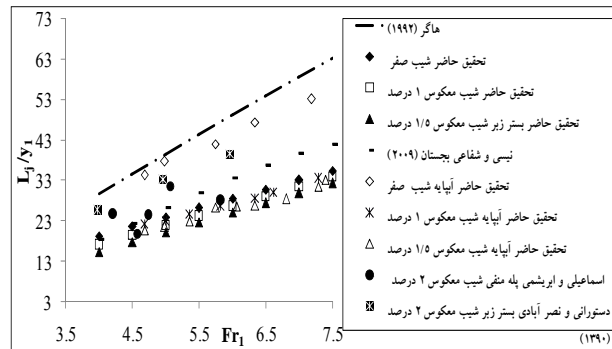 73
63
53
43
33
23
13
3
Lj/y1
3.5
4.5
5.5
6.5
7.5
Fr1
هاگر (۱۹۹۲)
تحقیق حاضر شیب صفر
تحقیق حاضر شیب معکوس ۱ درصد
تحقیق حاضر بستر زبر شیب معکوس ۱/۵ درصد
نیسی و شفاعی بجستان (۲۰۰۹)
تحقیق حاضر آبپایه شیب صفر
تحقیق حاضر آبپایه شیب معکوس ۱ درصد
تحقیق حاضر آبپایه شیب معکوس ۱/۵ درصد
اسماعیلی و ابریشمی پله منفی شیب معکوس ۲ درصد
دستورانی و نصر آبادی بستر زبر شیب معکوس ۲ درصد
(۱۳۹۰)